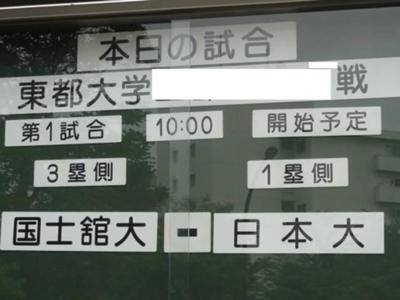 本日の試合
東都大学 戦
第1試合 10:00 開始予定
3塁側 1塁側
国士舘大 - 日本大